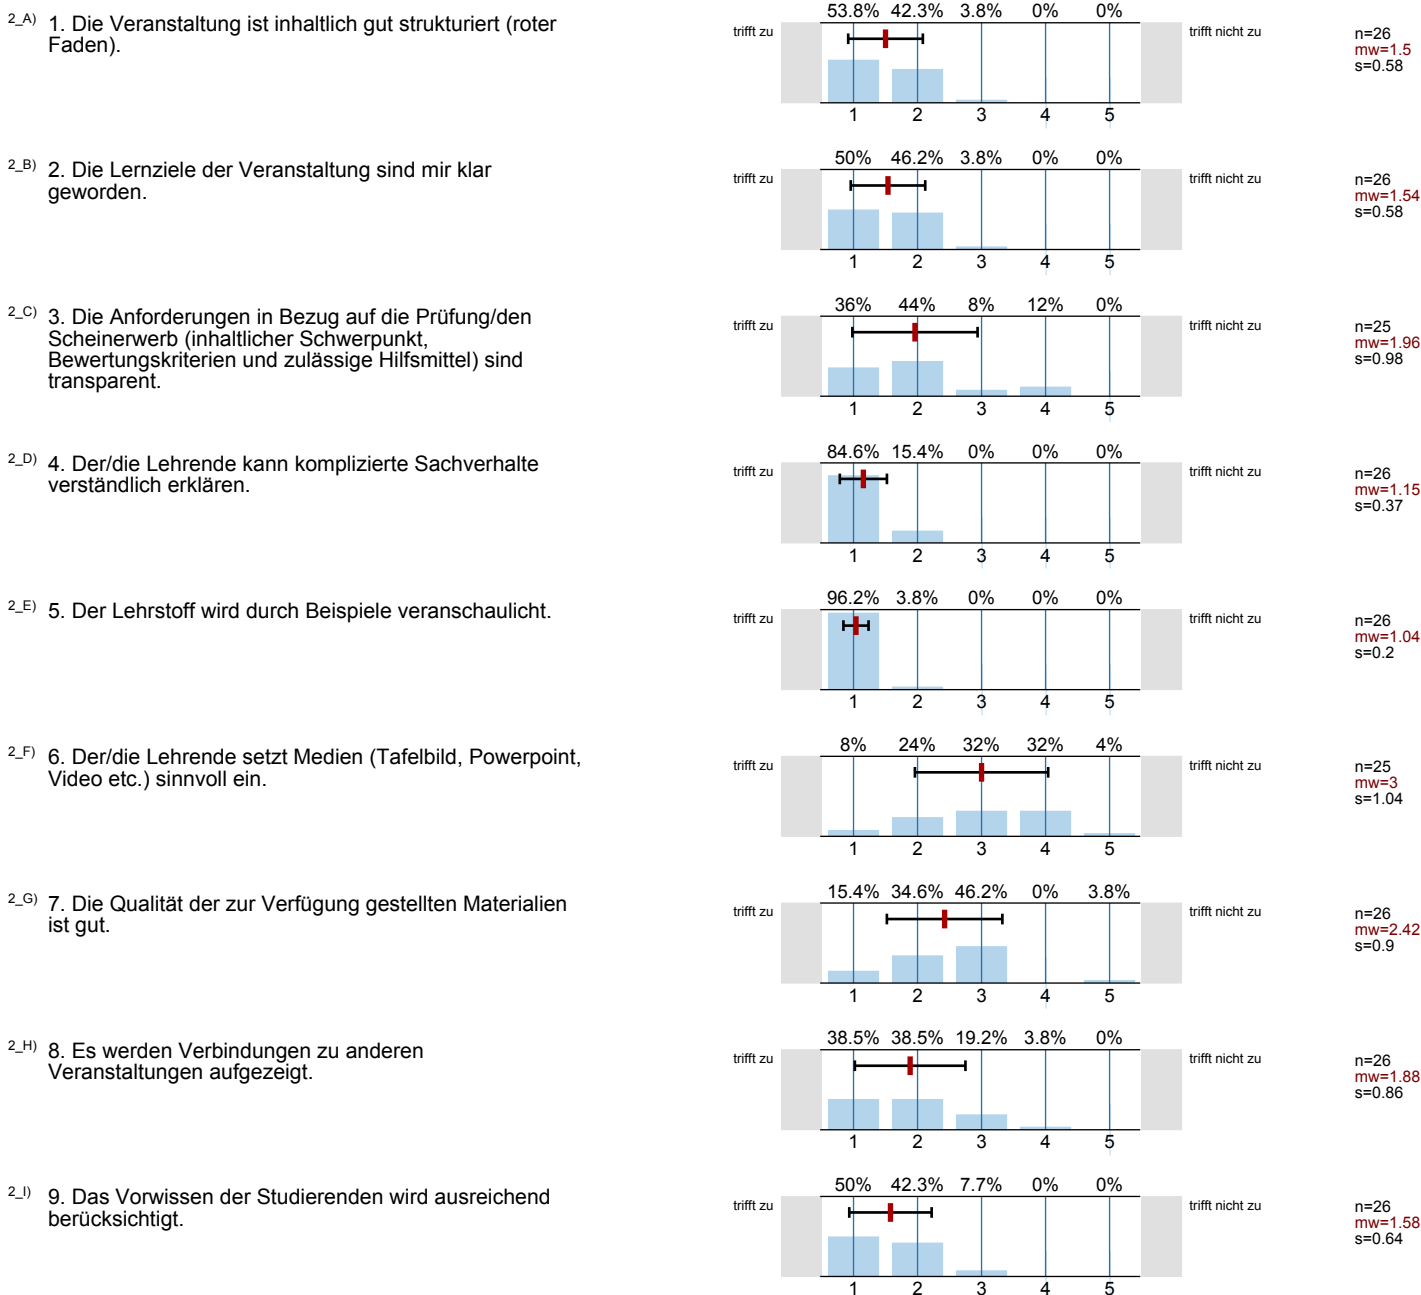 2_A) 1. Die Veranstaltung ist inhaltlich gut strukturiert (roter
Faden).
53.8% 42.3% 3.8% 0% 0%
trifft zu
trifft nicht zu
1 2 3 4 5
n=26
mw=1.5
s=0.58
2_B) 2. Die Lernziele der Veranstaltung sind mir klar
geworden.
50% 46.2% 3.8% 0% 0%
trifft zu
trifft nicht zu
1 2 3 4 5
n=26
mw=1.54
s=0.58
2_C) 3. Die Anforderungen in Bezug auf die Prüfung/den
Scheinerwerb (inhaltlicher Schwerpunkt,
Bewertungskriterien und zulässige Hilfsmittel) sind
transparent.
36% 44% 8% 12% 0%
trifft zu
trifft nicht zu
1 2 3 4 5
n=25
mw=1.96
s=0.98
2_D) 4. Der/die Lehrende kann komplizierte Sachverhalte
verständlich erklären.
84.6% 15.4% 0% 0% 0%
trifft zu
trifft nicht zu
1 2 3 4 5
n=26
mw=1.15
s=0.37
2_E) 5. Der Lehrstoff wird durch Beispiele veranschaulicht.
96.2% 3.8% 0% 0% 0%
trifft zu
trifft nicht zu
1 2 3 4 5
n=26
mw=1.04
s=0.2
2_F) 6. Der/die Lehrende setzt Medien (Tafelbild, Powerpoint,
Video etc.) sinnvoll ein.
8% 24% 32% 32% 4%
trifft zu
trifft nicht zu
1 2 3 4 5
n=25
mw=3
s=1.04
2_G) 7. Die Qualität der zur Verfügung gestellten Materialien
ist gut.
15.4% 34.6% 46.2% 0% 3.8%
trifft zu
trifft nicht zu
1 2 3 4 5
n=26
mw=2.42
s=0.9
2_H) 8. Es werden Verbindungen zu anderen
Veranstaltungen aufgezeigt.
38.5% 38.5% 19.2% 3.8% 0%
trifft zu
trifft nicht zu
1 2 3 4 5
n=26
mw=1.88
s=0.86
2_I) 9. Das Vorwissen der Studierenden wird ausreichend
berücksichtigt.
50% 42.3% 7.7% 0% 0%
trifft zu
trifft nicht zu
1 2 3 4 5
n=26
mw=1.58
s=0.64